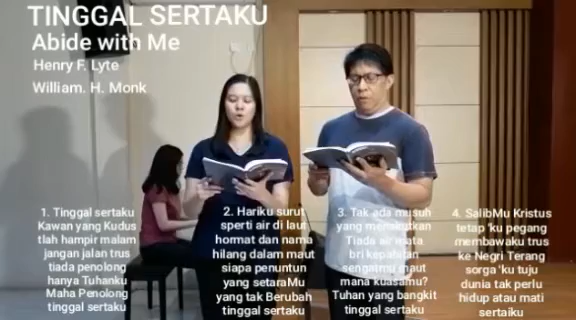 TINGGAL SERTAKU
Abide with Me
Henry F. Lyte
William. H. Monk
1. Tinggal sertaku
Kawan yang Kudus
tlah hampir malam
jangan jalan trus
tiada penolong
hanya Tuhanku
Maha Penolong
tinggal sertaku
2. Hariku surut
sperti air di laut
hormat dan nama
hilang dalam maut
siapa penuntun
yang setaraMu
yang tak Berubah
tinggal sertaku
3. Tak ada musuh
yang menakutkan
Tiada air mata
bri kepahitan
sengatmu maut
mana kuasamu?
Tuhan yang bangkit
tinggal sertaku
4. SalibMu Kristus
tetap 'ku pegang
membawaku trus
ke Negri Terang
sorga 'ku tuju
dunia tak perlu
hidup atau mati
sertaiku